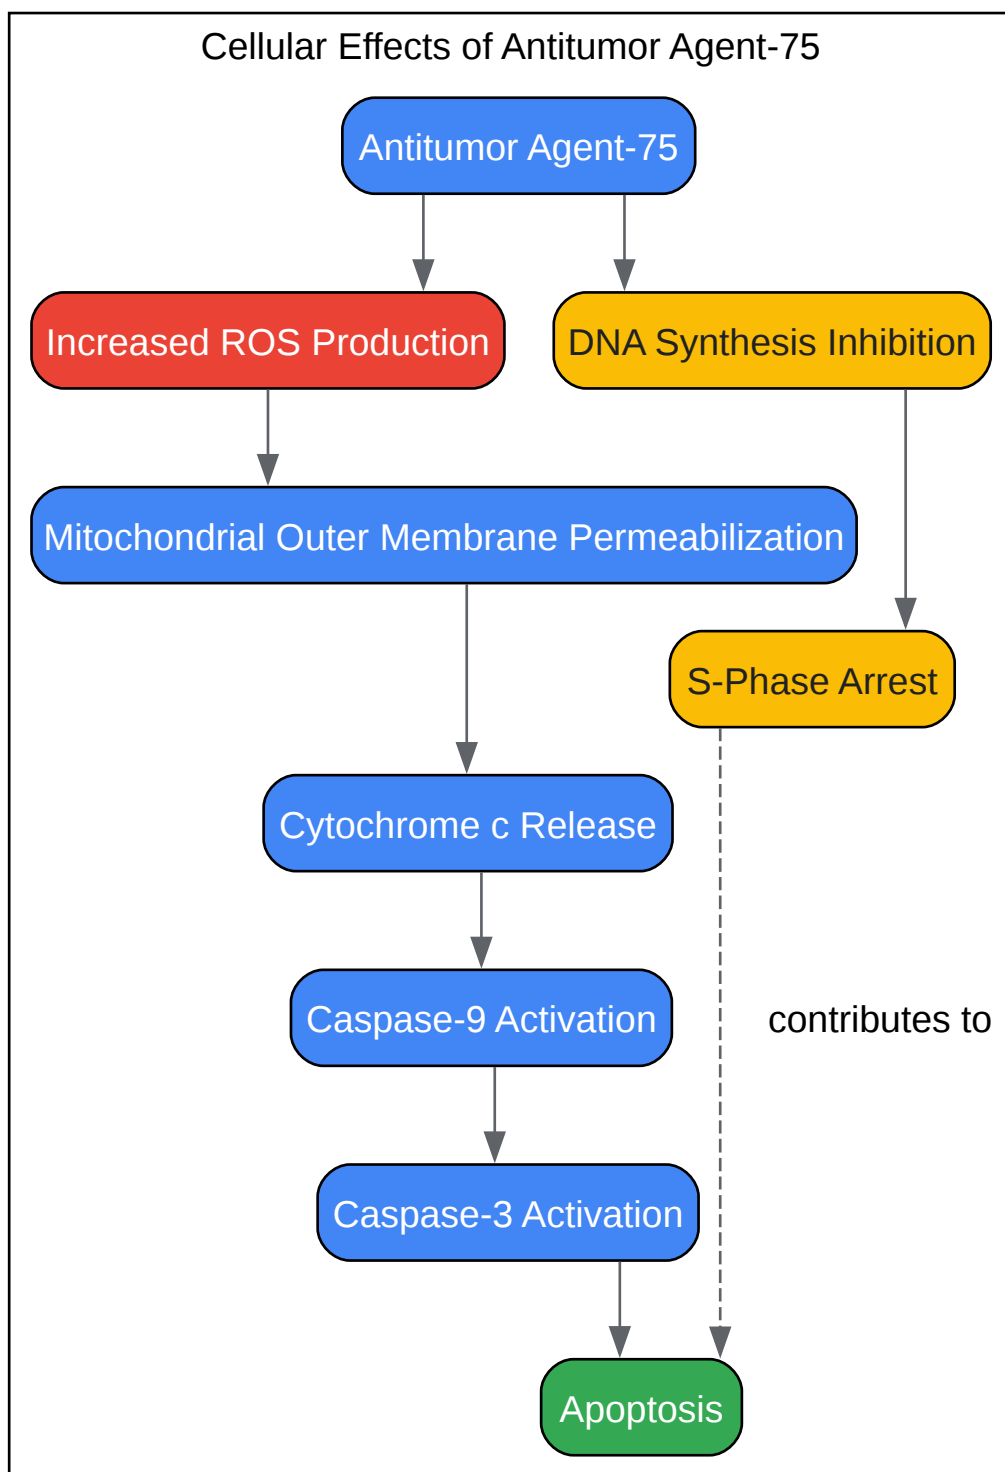 Cellular Effects of Antitumor Agent-75
Antitumor Agent-75
Increased ROS Production
DNA Synthesis Inhibition
Mitochondrial Outer Membrane Permeabilization
S-Phase Arrest
Cytochrome c Release
Caspase-9 Activation
contributes to
Caspase-3 Activation
Apoptosis